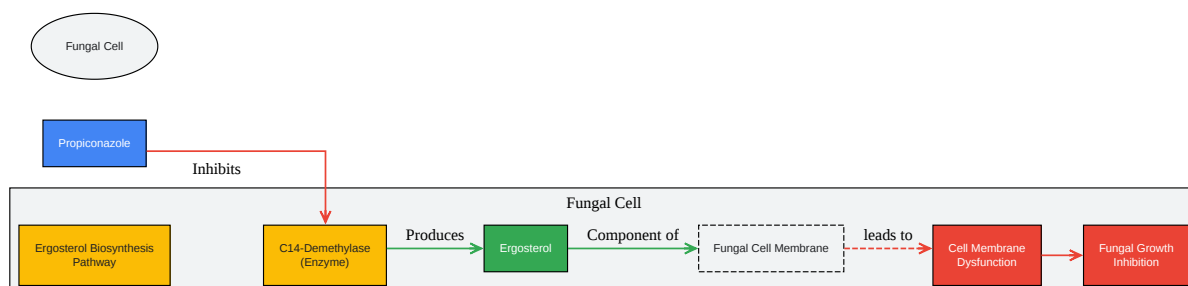 Fungal Cell
Propiconazole
Inhibits
Fungal Cell
Ergosterol Biosynthesis
Pathway
C14-Demethylase
(Enzyme)
Produces
Ergosterol
Component of
Fungal Cell Membrane
leads to
Cell Membrane
Dysfunction
Fungal Growth
Inhibition